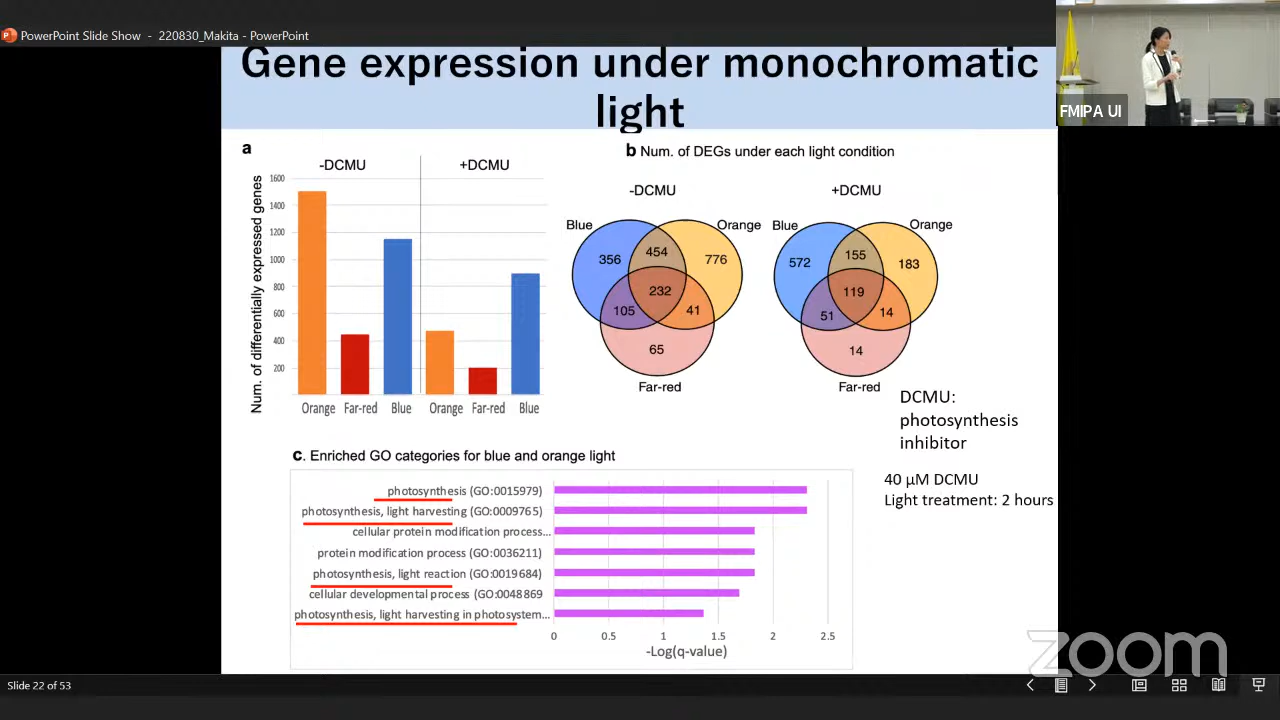 PowerPoint Slide Show - 220830_Makita - PowerPoint
FMIPA UI
Gene expression under monochromatic
light
a
-DCMU
+DCMU
Num. of differentially expressed genes
1600
1400
1200
1000
800
600
400
200
Orange Far-red Blue Orange Far-red Blue
b Num. of DEGs under each light condition
-DCMU
Blue
Orange
356
454
776
232
105
41
65
Far-red
+DCMU
Blue
Orange
572
155
183
119
51
14
14
Far-red
DCMU:
photosynthesis
inhibitor
40 µM DCMU
Light treatment: 2 hours
c. Enriched GO categories for blue and orange light
photosynthesis (GO:0015979)
photosynthesis, light harvesting (GO:0009765)
cellular protein modification process...
protein modification process (GO:0036211)
photosynthesis, light reaction (GO:0019684)
cellular developmental process (GO:0048869
photosynthesis, light harvesting in photosystem...
0 0.5 1 1.5 2 2.5
-Log(q-value)
zoom
Slide 22 of 53